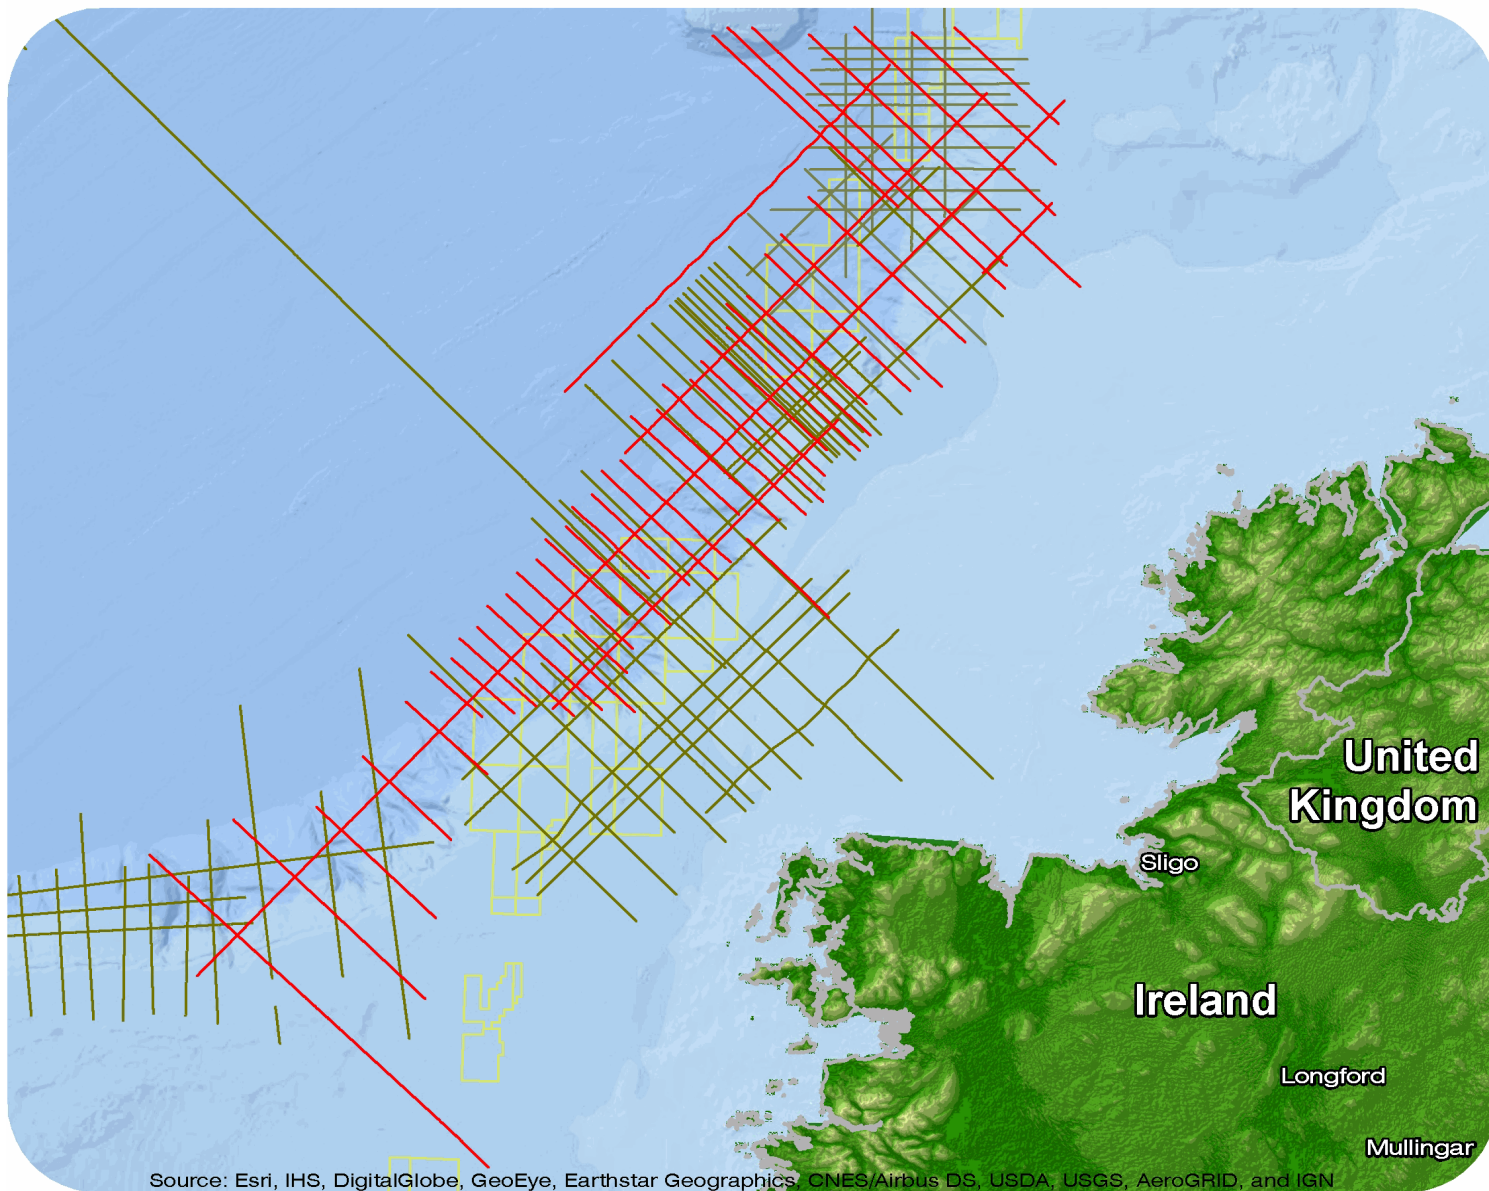 United
Kingdom
Sligo
Ireland
Longford
Mullingar
Source: Esri, IHS, DigitalGlobe, GeoEye, Earthstar Geographics, CNES/Airbus DS, USDA, USGS, AeroGRID, and IGN